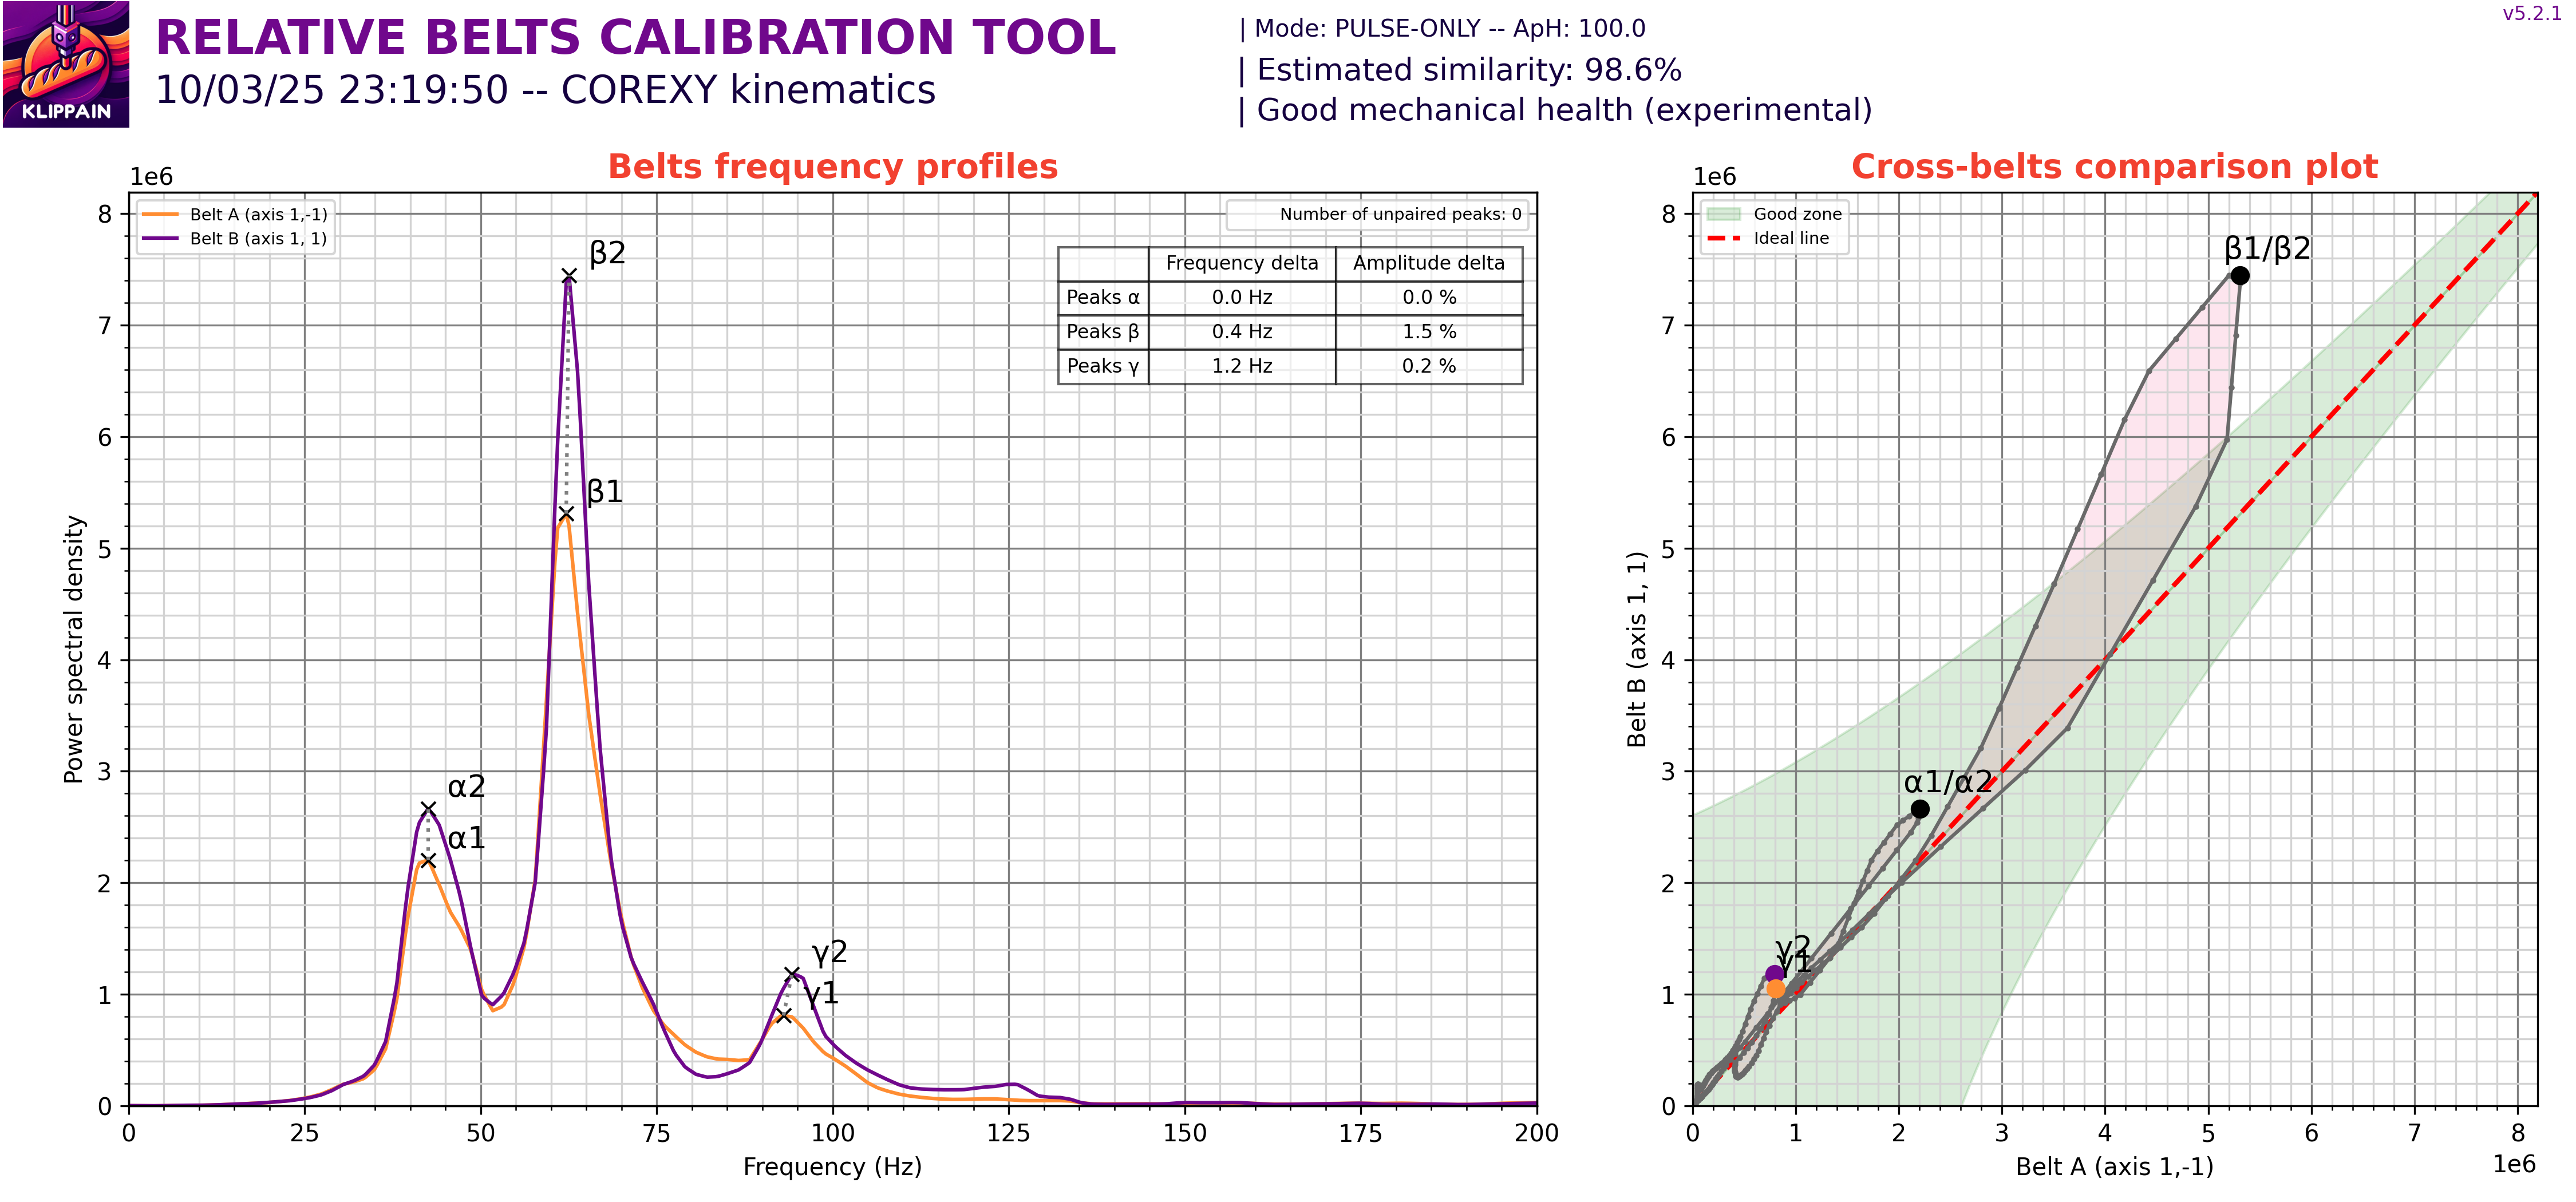 v5.2.1
KLIPPAIN
RELATIVE BELTS CALIBRATION TOOL
10/03/25 23:19:50 -- COREXY kinematics
| Mode: PULSE-ONLY -- ApH: 100.0
| Estimated similarity: 98.6%
| Good mechanical health (experimental)
Belts frequency profiles
1e6
Belt A (axis 1,-1)
Belt B (axis 1, 1)
Number of unpaired peaks: 0
Frequency delta Amplitude delta
Peaks α 0.0 Hz 0.0 %
Peaks β 0.4 Hz 1.5 %
Peaks γ 1.2 Hz 0.2 %
β2
β1
α2
α1
γ2
γ1
8
7
6
5
4
3
2
1
0
Power spectral density
0 25 50 75 100 125 150 175 200
Frequency (Hz)
Cross-belts comparison plot
1e6
Good zone
Ideal line
β1/β2
α1/α2
γ2
γ1
8
7
6
5
4
3
2
1
0
Belt B (axis 1, 1)
0 1 2 3 4 5 6 7 8
Belt A (axis 1,-1)
1e6